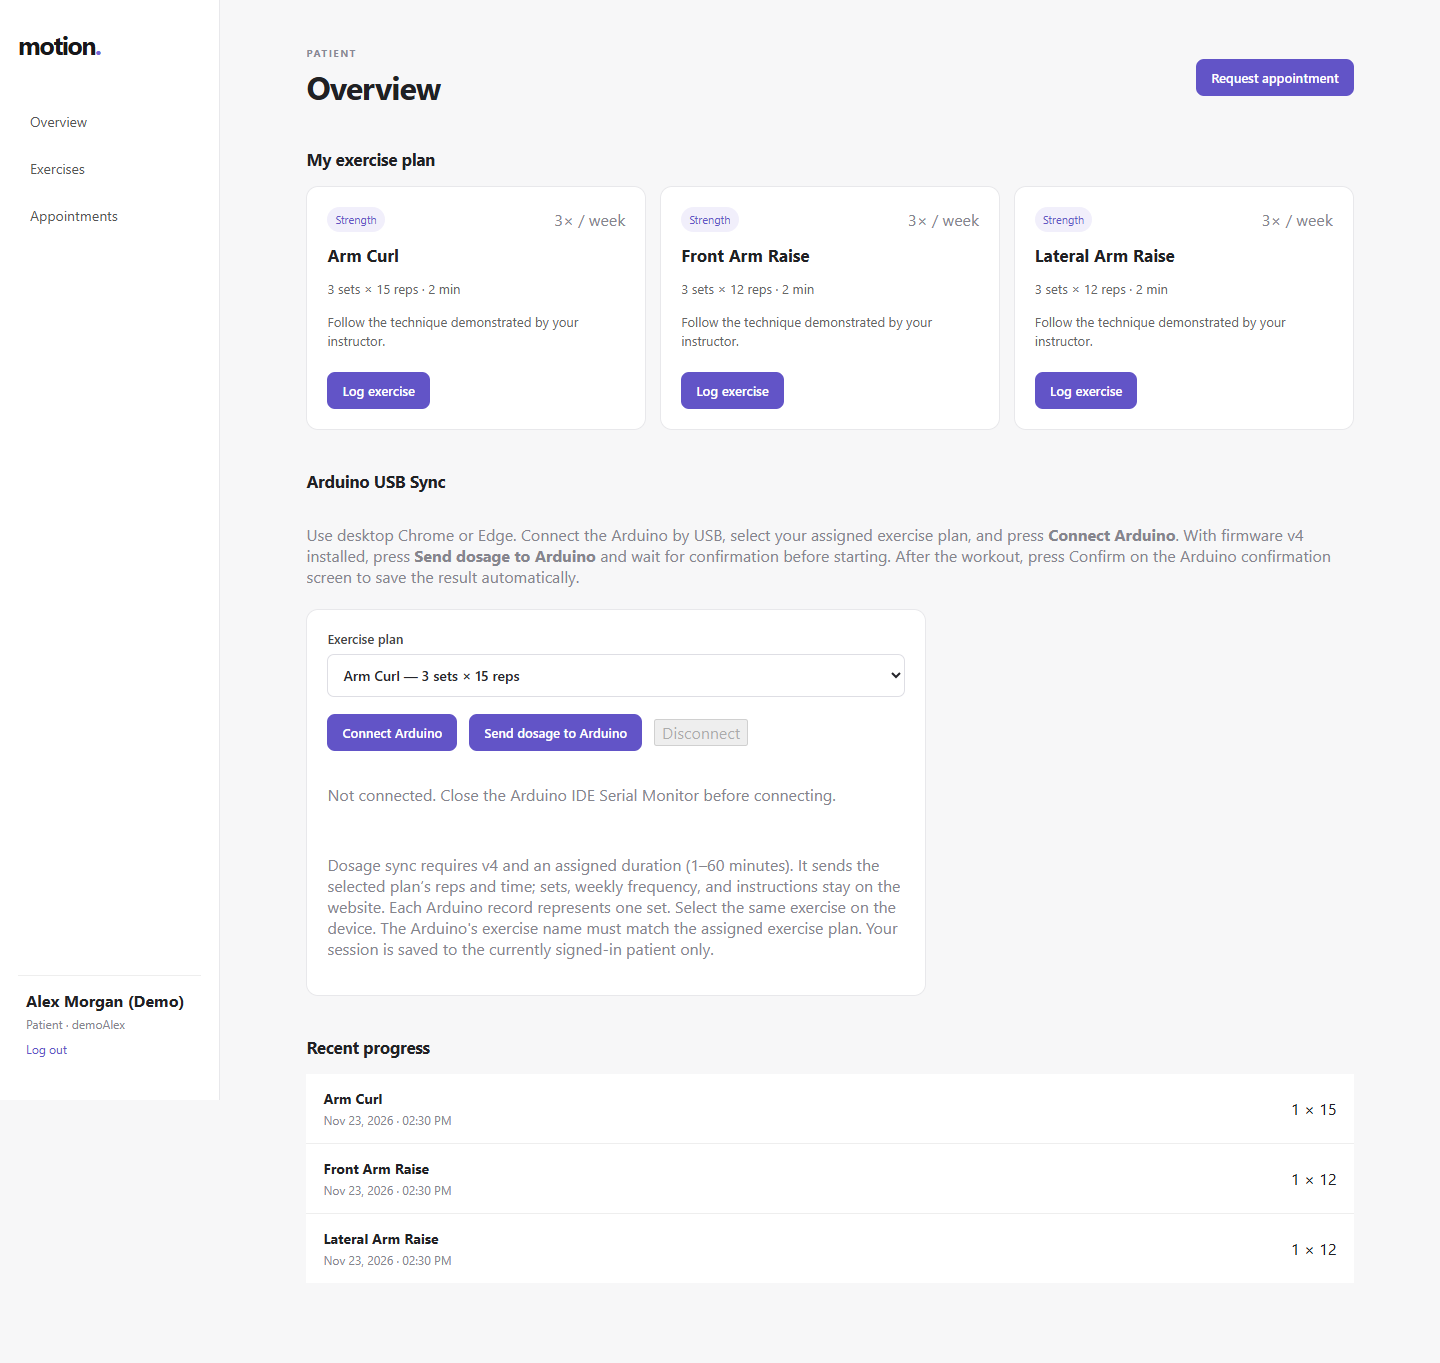 motion.
Overview
Exercises
Appointments
Alex Morgan (Demo)
Patient · demoAlex
Log out
PATIENT
Overview
Request appointment
My exercise plan
Strength
3× / week
Arm Curl
3 sets × 15 reps · 2 min
Follow the technique demonstrated by your
instructor.
Log exercise
Strength
3× / week
Front Arm Raise
3 sets × 12 reps · 2 min
Follow the technique demonstrated by your
instructor.
Log exercise
Strength
3× / week
Lateral Arm Raise
3 sets × 12 reps · 2 min
Follow the technique demonstrated by your
instructor.
Log exercise
Arduino USB Sync
Use desktop Chrome or Edge. Connect the Arduino by USB, select your assigned exercise plan, and press Connect Arduino. With firmware v4
installed, press Send dosage to Arduino and wait for confirmation before starting. After the workout, press Confirm on the Arduino confirmation
screen to save the result automatically.
Exercise plan
Arm Curl — 3 sets × 15 reps
Connect Arduino
Send dosage to Arduino
Disconnect
Not connected. Close the Arduino IDE Serial Monitor before connecting.
Dosage sync requires v4 and an assigned duration (1–60 minutes). It sends the
selected plan's reps and time; sets, weekly frequency, and instructions stay on the
website. Each Arduino record represents one set. Select the same exercise on the
device. The Arduino's exercise name must match the assigned exercise plan. Your
session is saved to the currently signed-in patient only.
Recent progress
Arm Curl
Nov 23, 2026 · 02:30 PM
1 × 15
Front Arm Raise
Nov 23, 2026 · 02:30 PM
1 × 12
Lateral Arm Raise
Nov 23, 2026 · 02:30 PM
1 × 12